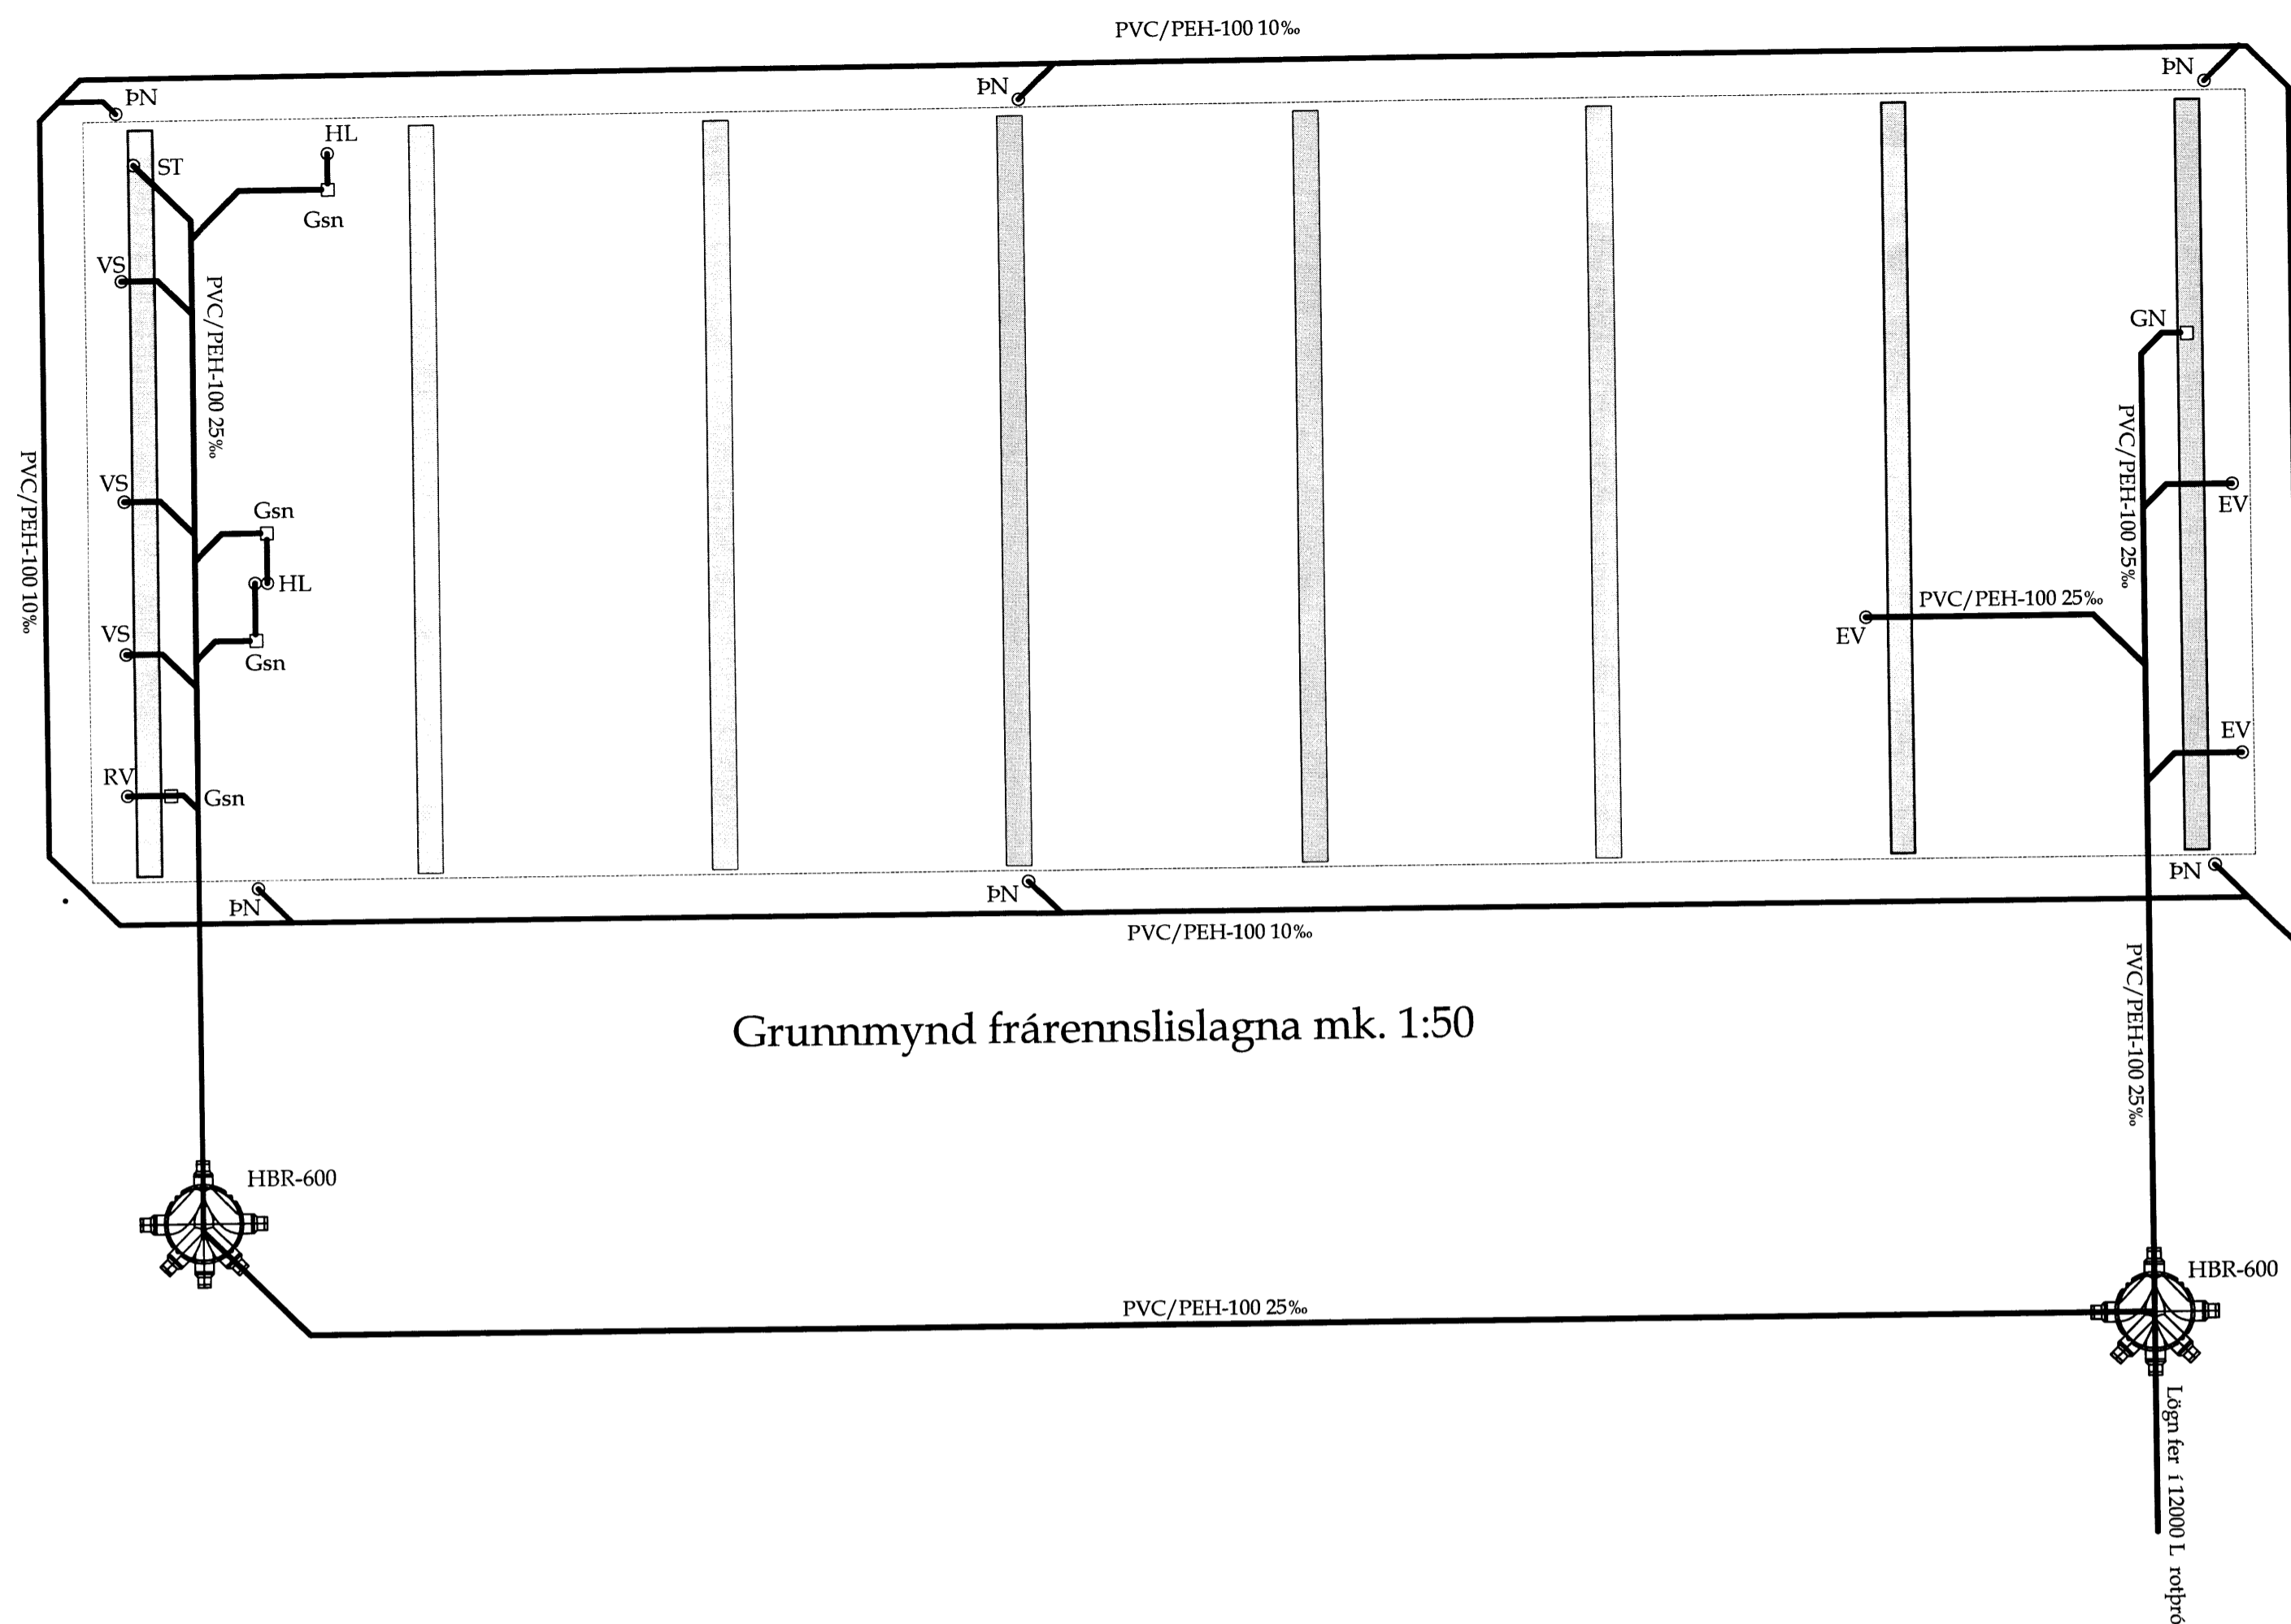 PVC/PEH-100 10‰
ÞN
ÞN
ÞN
HL
ST
Gsn
VS
PVC/PEH-100 25‰
GN
PVC/PEH-100 10‰
VS
Gsn
PVC/PEH-100 25‰
EV
HL
VS
Gsn
PVC/PEH-100 25‰
EV
EV
RV
Gsn
ÞN
ÞN
ÞN
PVC/PEH-100 10‰
PVC/PEH-100 25‰
Grunnmynd frárennslislagna mk. 1:50
HBR-600
HBR-600
PVC/PEH-100 25‰
Lögn fer í 12000 L rotþró